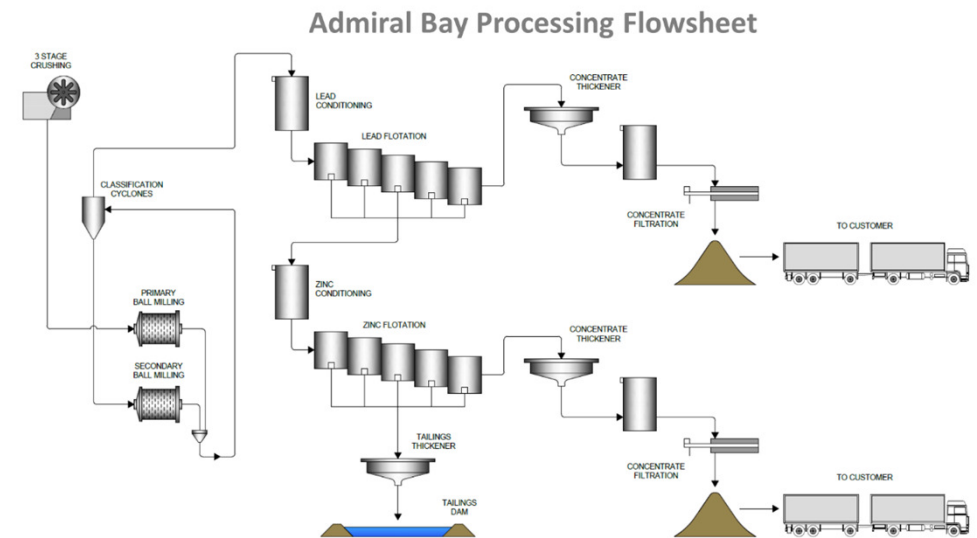 Admiral Bay Processing Flowsheet
3 STAGE
CRUSHING
LEAD
CONDITIONING
LEAD FLOTATION
CONCENTRATE
THICKENER
CLASSIFICATION
CYCLONES
CONCENTRATE
FILTRATION
TO CUSTOMER
ZINC
CONDITIONING
PRIMARY
BALL MILLING
ZINC FLOTATION
CONCENTRATE
THICKENER
SECONDARY
BALL MILLING
TAILINGS
THICKENER
CONCENTRATE
FILTRATION
TO CUSTOMER
TAILINGS
DAM